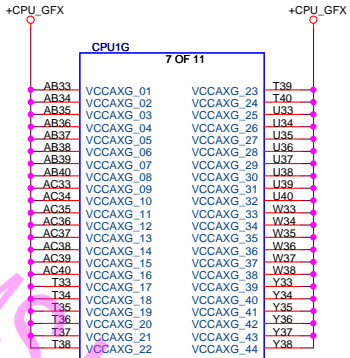 +CPU_GFX +CPU_GFX
CPU1G
7 OF 11
AB33 VCCAXG_01 VCCAXG_23 T39
AB34 VCCAXG_02 VCCAXG_24 T40
AB35 VCCAXG_03 VCCAXG_25 U33
AB36 VCCAXG_04 VCCAXG_26 U34
AB37 VCCAXG_05 VCCAXG_27 U35
AB38 VCCAXG_06 VCCAXG_28 U36
AB39 VCCAXG_07 VCCAXG_29 U37
AB40 VCCAXG_08 VCCAXG_30 U38
AC33 VCCAXG_09 VCCAXG_31 U39
AC34 VCCAXG_10 VCCAXG_32 U40
AC35 VCCAXG_11 VCCAXG_33 W33
AC36 VCCAXG_12 VCCAXG_34 W34
AC37 VCCAXG_13 VCCAXG_35 W35
AC38 VCCAXG_14 VCCAXG_36 W36
AC39 VCCAXG_15 VCCAXG_37 W37
AC40 VCCAXG_16 VCCAXG_38 W38
T33 VCCAXG_17 VCCAXG_39 Y33
T34 VCCAXG_18 VCCAXG_40 Y34
T35 VCCAXG_19 VCCAXG_41 Y35
T36 VCCAXG_20 VCCAXG_42 Y36
T37 VCCAXG_21 VCCAXG_43 Y37
T38 VCCAXG_22 VCCAXG_44 Y38